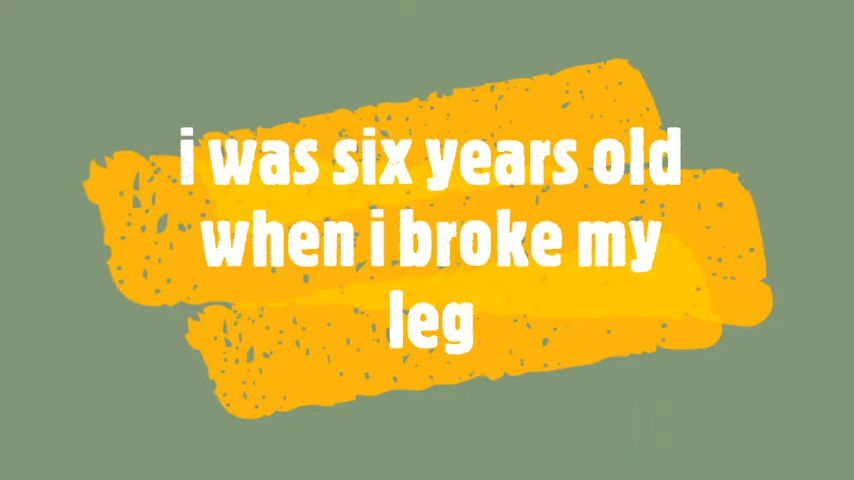 i was six years old
when i broke my
leg